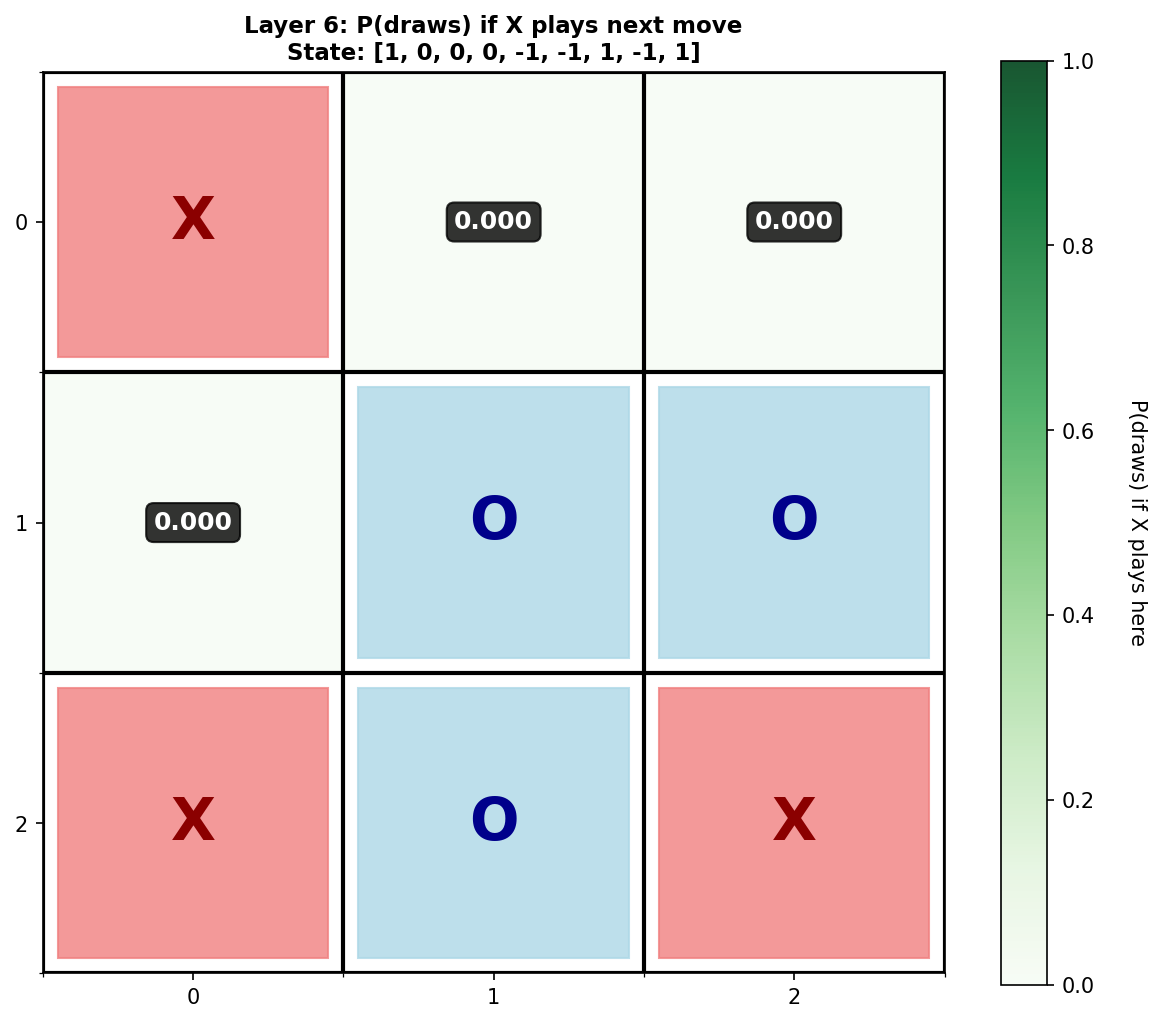 Layer 6: P(draws) if X plays next move
State: [1, 0, 0, 0, -1, -1, 1, -1, 1]
X
0.000
0.000
0.000
O
O
X
O
X
0
1
2
0
1
2
1.0
0.8
0.6
0.4
0.2
0.0
P(draws) if X plays here